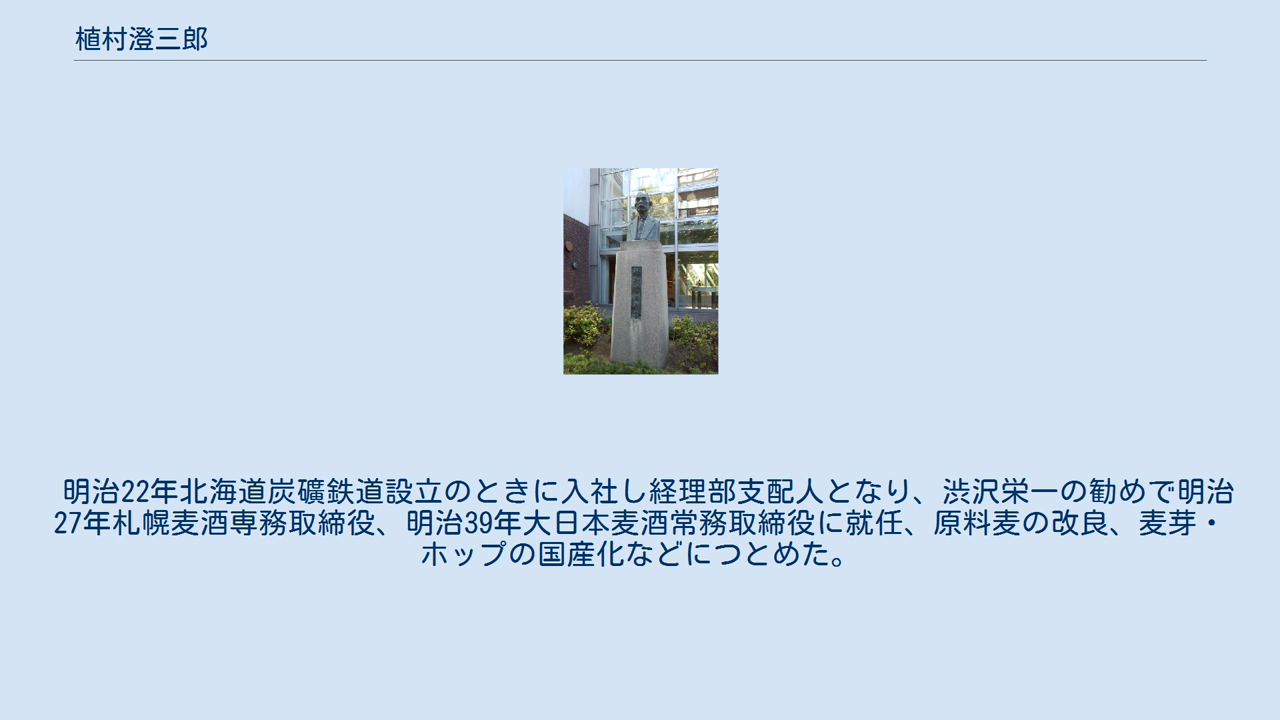 植村澄三郎
明治22年北海道炭礦鉄道設立のときに入社し経理部支配人となり、渋沢栄一の勧めで明治
27年札幌麦酒専務取締役、明治39年大日本麦酒常務取締役に就任、原料麦の改良、麦芽・
ホップの国産化などにつとめた。